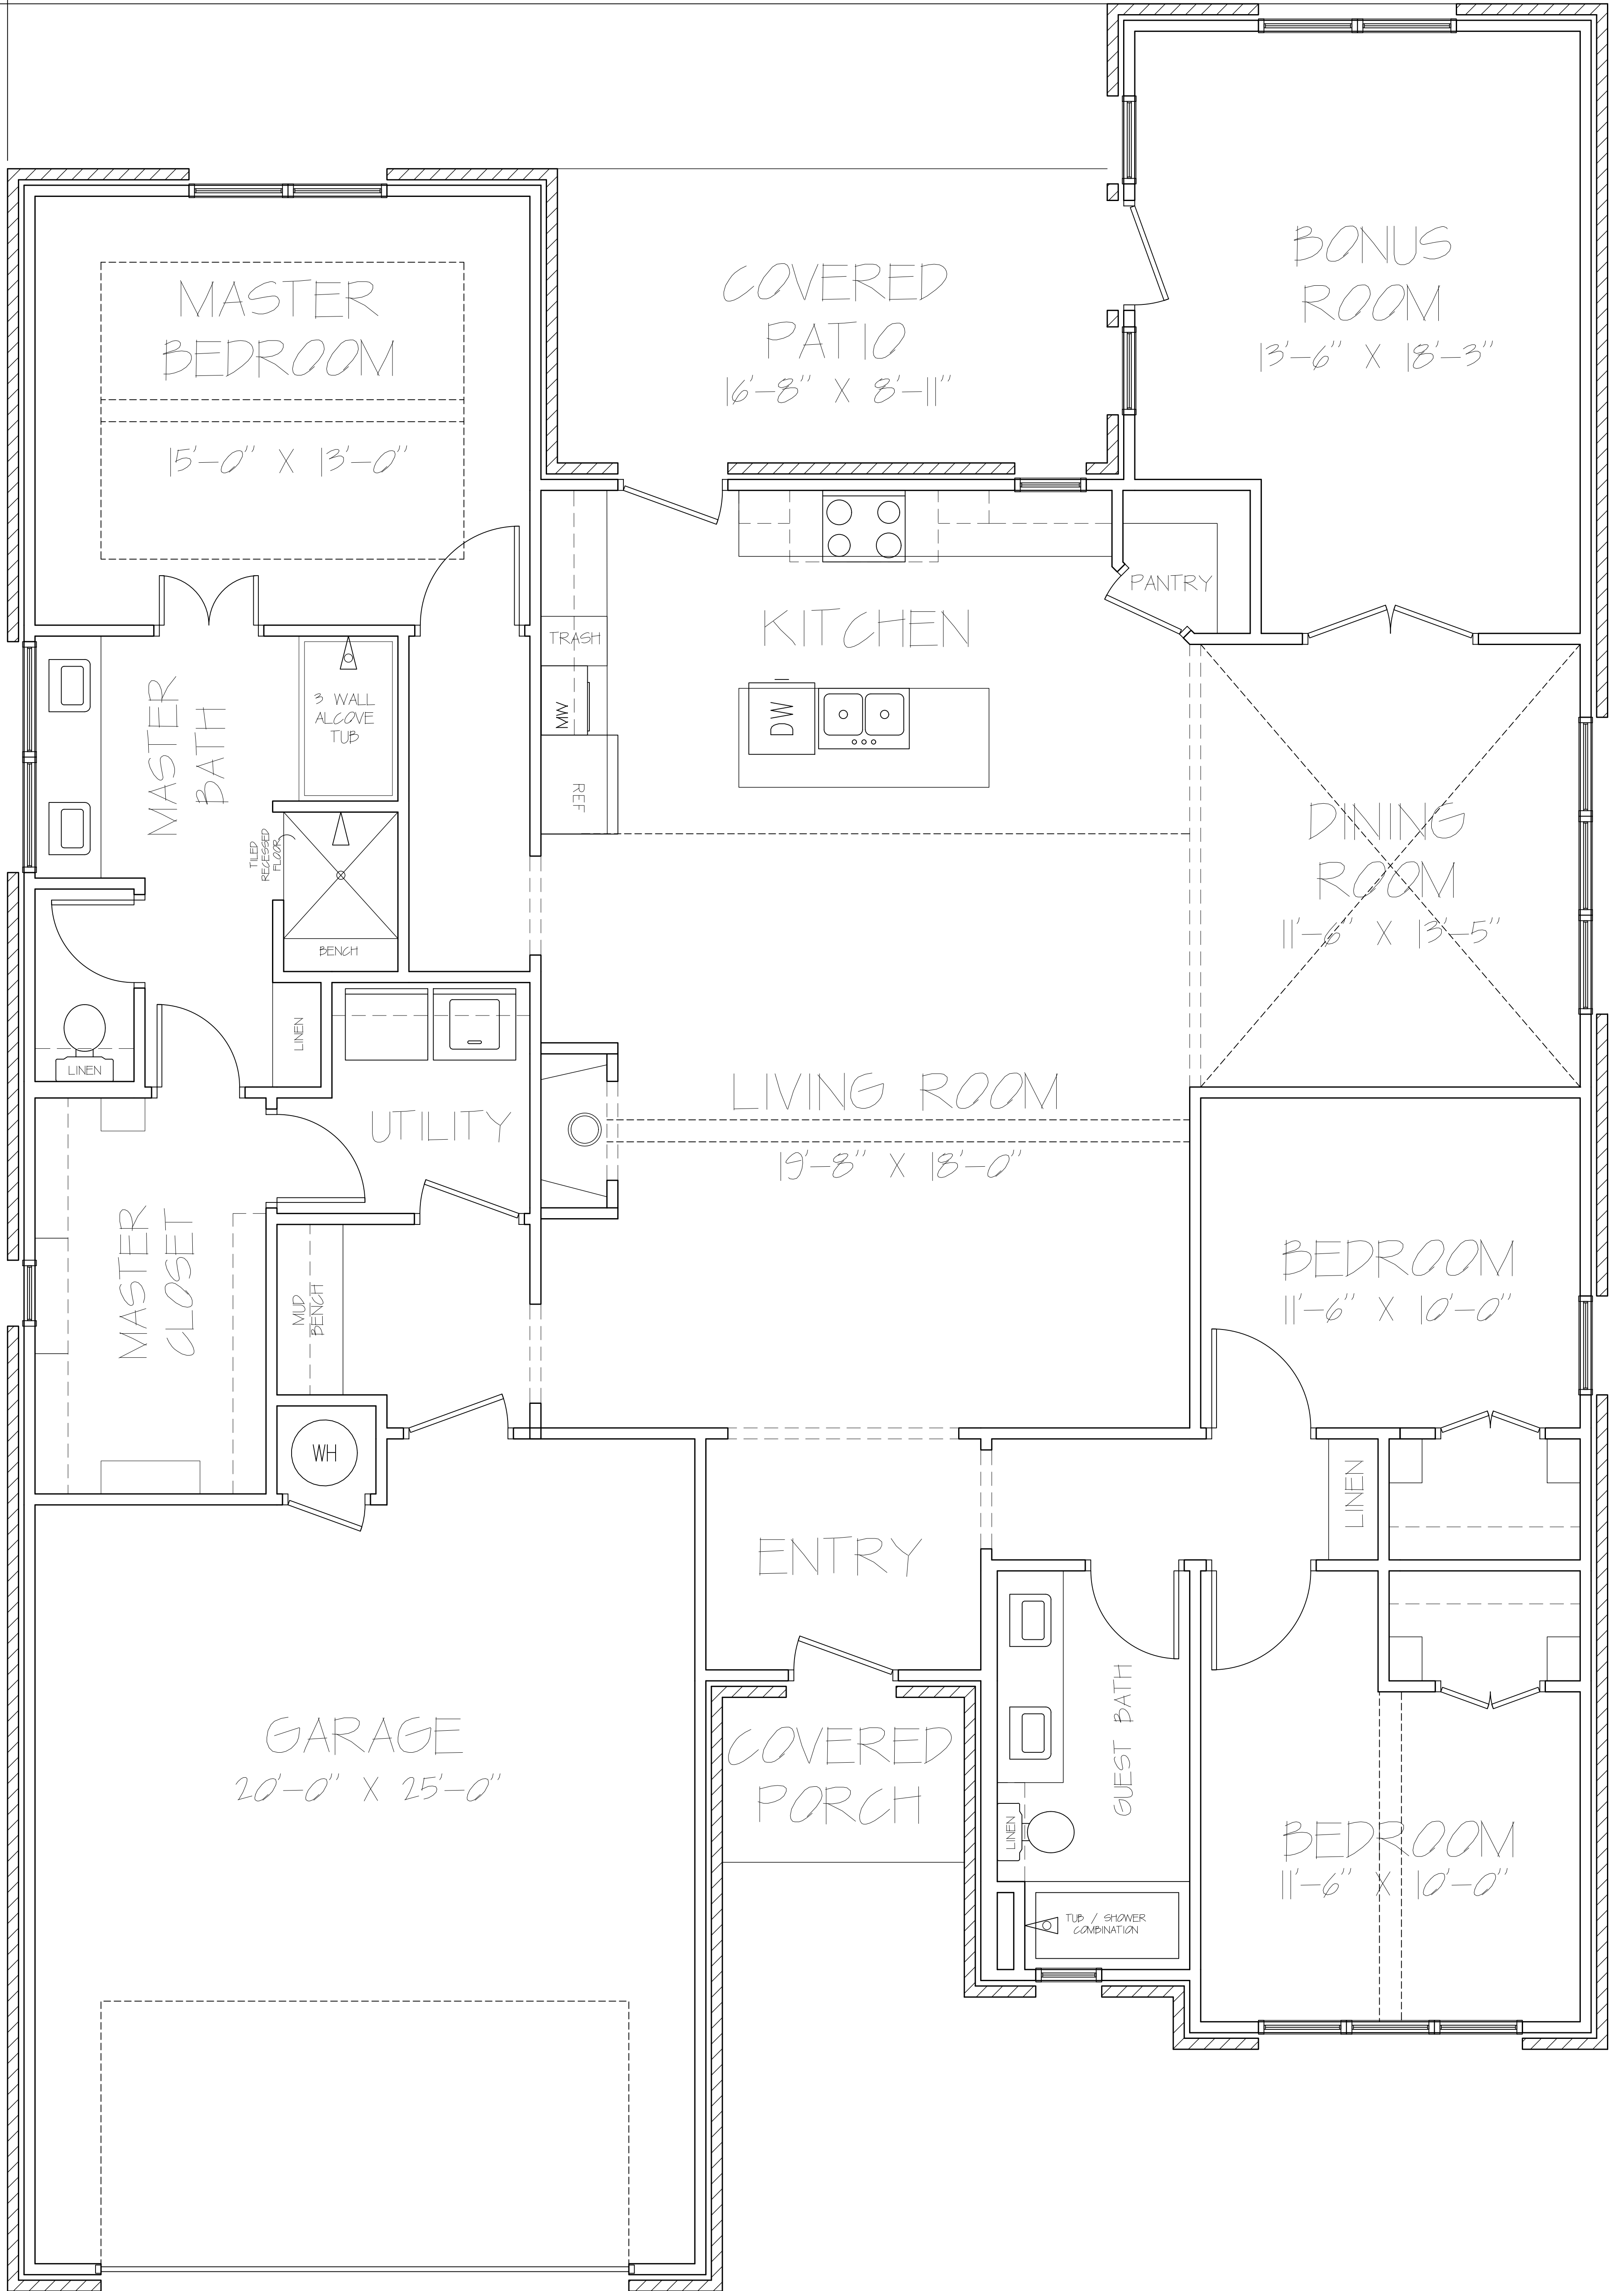 BONUS
ROOM
13'-6" X 18'-3"
MASTER
BEDROOM
15'-0" X 13'-0"
COVERED
PATIO
16'-8" X 8'-11"
PANTRY
KITCHEN
TRASH
MW
REF
DW
3 WALL
ALCOVE
TUB
MASTER
BATH
TILED
RECESSED
FLOOR
BENCH
DINING
ROOM
11'-6" X 13'-5"
LINEN
LINEN
UTILITY
LIVING ROOM
19'-8" X 18'-0"
MASTER
CLOSET
MUD
BENCH
BEDROOM
11'-6" X 10'-0"
WH
LINEN
ENTRY
GARAGE
20'-0" X 25'-0"
COVERED
PORCH
GUEST BATH
LINEN
TUB / SHOWER
COMBINATION
BEDROOM
11'-6" X 10'-0"